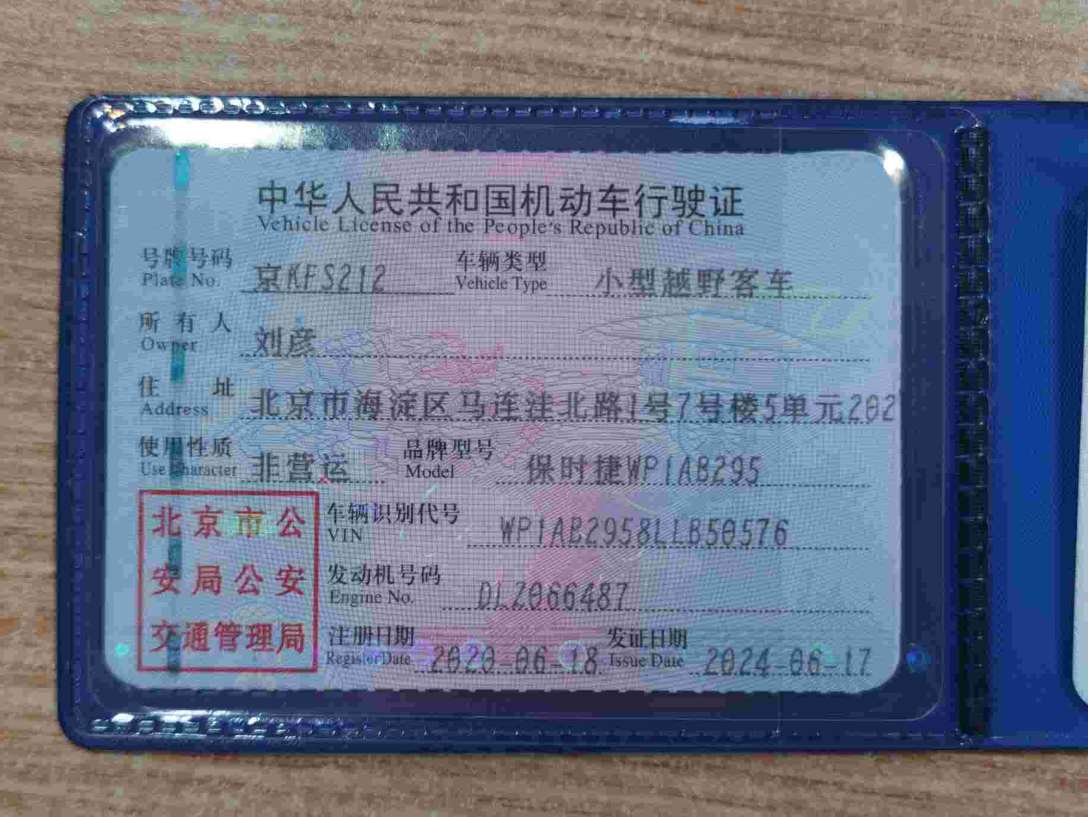 中华人民共和国机动车行驶证
Vehicle License of the People's Republic of China
号牌号码 京KFS212 车辆类型 小型越野客车
Plate No. Vehicle Type
所有人 刘彦
Owner
住址 北京市海淀区马连洼北路1号7号楼5单元202
Address
使用性质 非营运 品牌型号 保时捷WP1AB295
Use Character Model
北京市公 车辆识别代号 WP1AB2958LLB50576
VIN
安局公安 发动机号码 DLZ066487
Engine No.
交通管理局 注册日期 2020-06-18 发证日期 2024-06-17
Register Date Issue Date